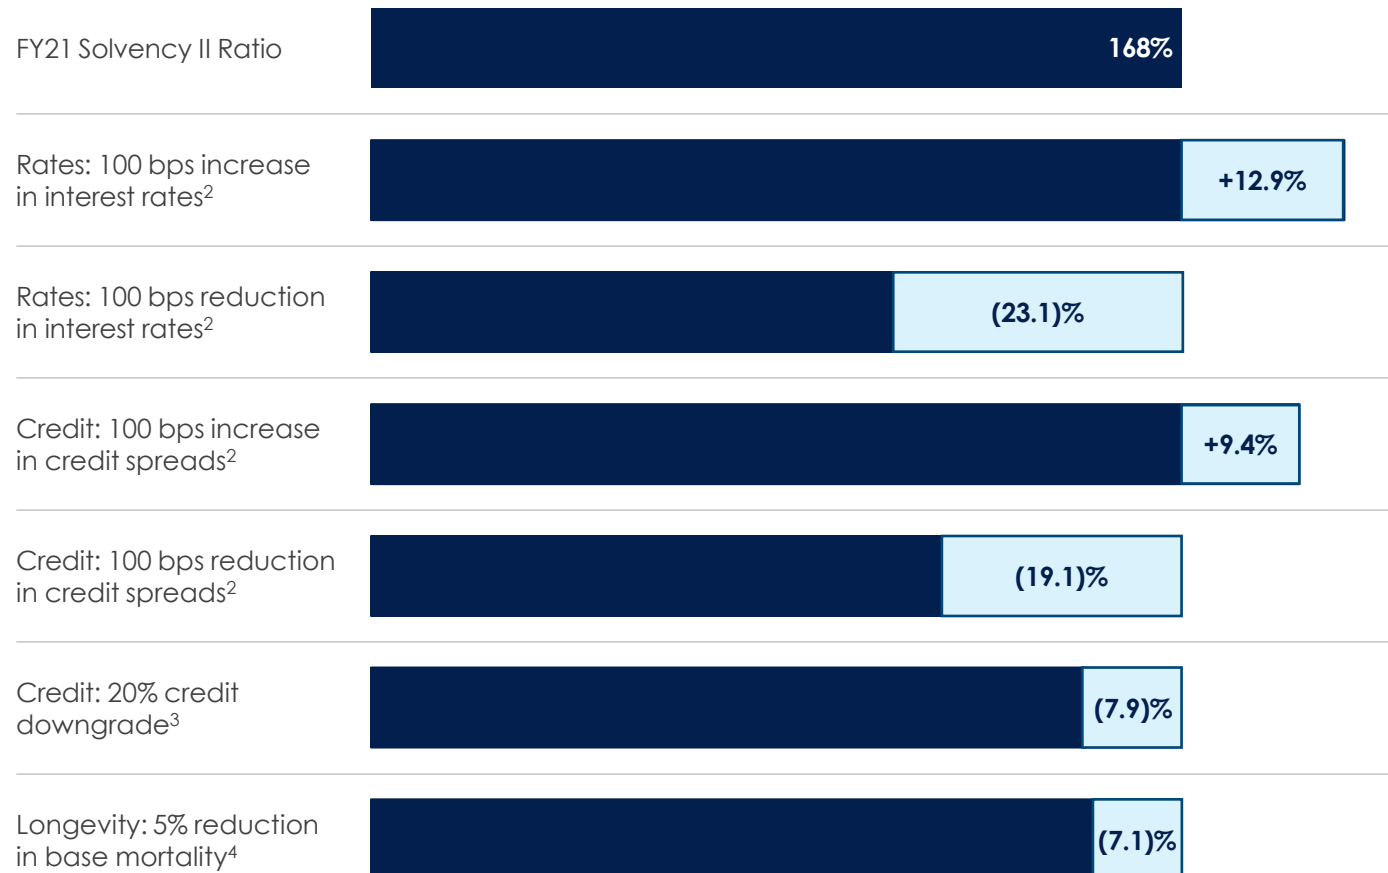 FY21 Solvency II Ratio
168%
Rates: 100 bps increase
in interest rates²
+12.9%
Rates: 100 bps reduction
in interest rates²
(23.1)%
Credit: 100 bps increase
in credit spreads²
+9.4%
Credit: 100 bps reduction
in credit spreads²
(19.1)%
Credit: 20% credit
downgrade³
(7.9)%
Longevity: 5% reduction
in base mortality⁴
(7.1)%